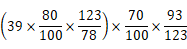 (39 × 80/100 × 123/78) × 70/100 × 93/123